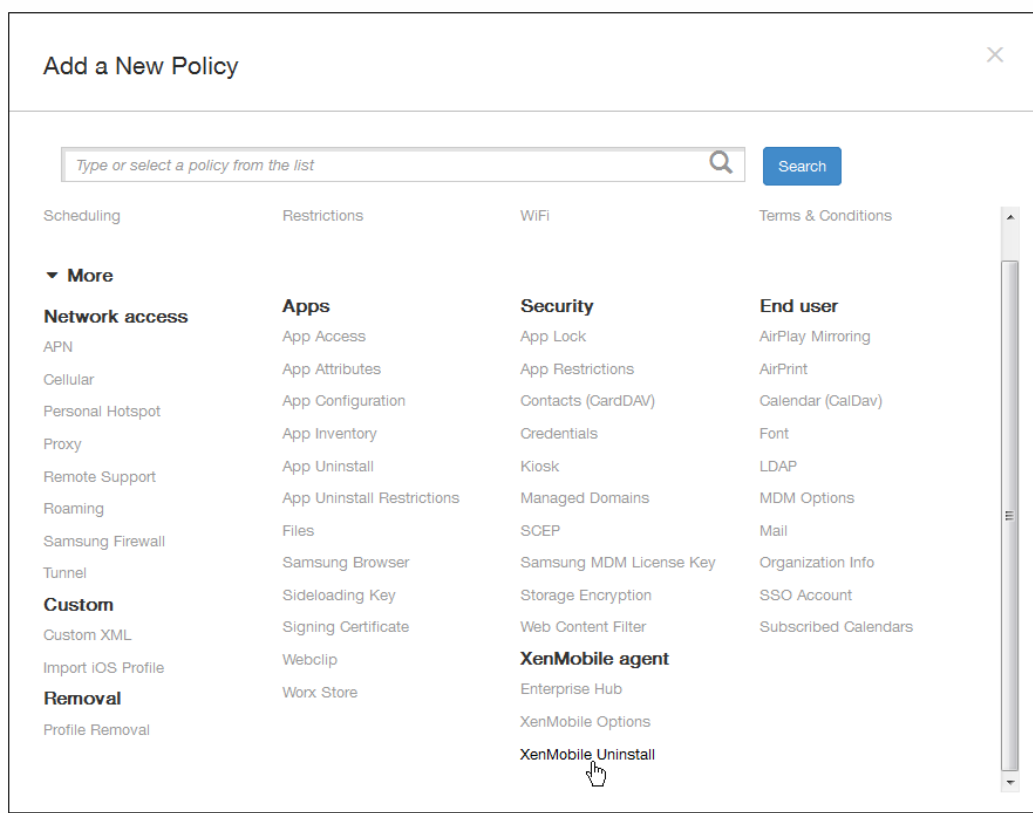 Add a New Policy
Type or select a policy from the list
Search
Scheduling
Restrictions
WiFi
Terms & Conditions
More
Network access
APN
Cellular
Personal Hotspot
Proxy
Remote Support
Roaming
Samsung Firewall
Tunnel
Custom
Custom XML
Import iOS Profile
Removal
Profile Removal
Apps
App Access
App Attributes
App Configuration
App Inventory
App Uninstall
App Uninstall Restrictions
Files
Samsung Browser
Sideloading Key
Signing Certificate
Webclip
Worx Store
Security
App Lock
App Restrictions
Contacts (CardDAV)
Credentials
Kiosk
Managed Domains
SCEP
Samsung MDM License Key
Storage Encryption
Web Content Filter
XenMobile agent
Enterprise Hub
XenMobile Options
XenMobile Uninstall
End user
AirPlay Mirroring
AirPrint
Calendar (CalDav)
Font
LDAP
MDM Options
Mail
Organization Info
SSO Account
Subscribed Calendars